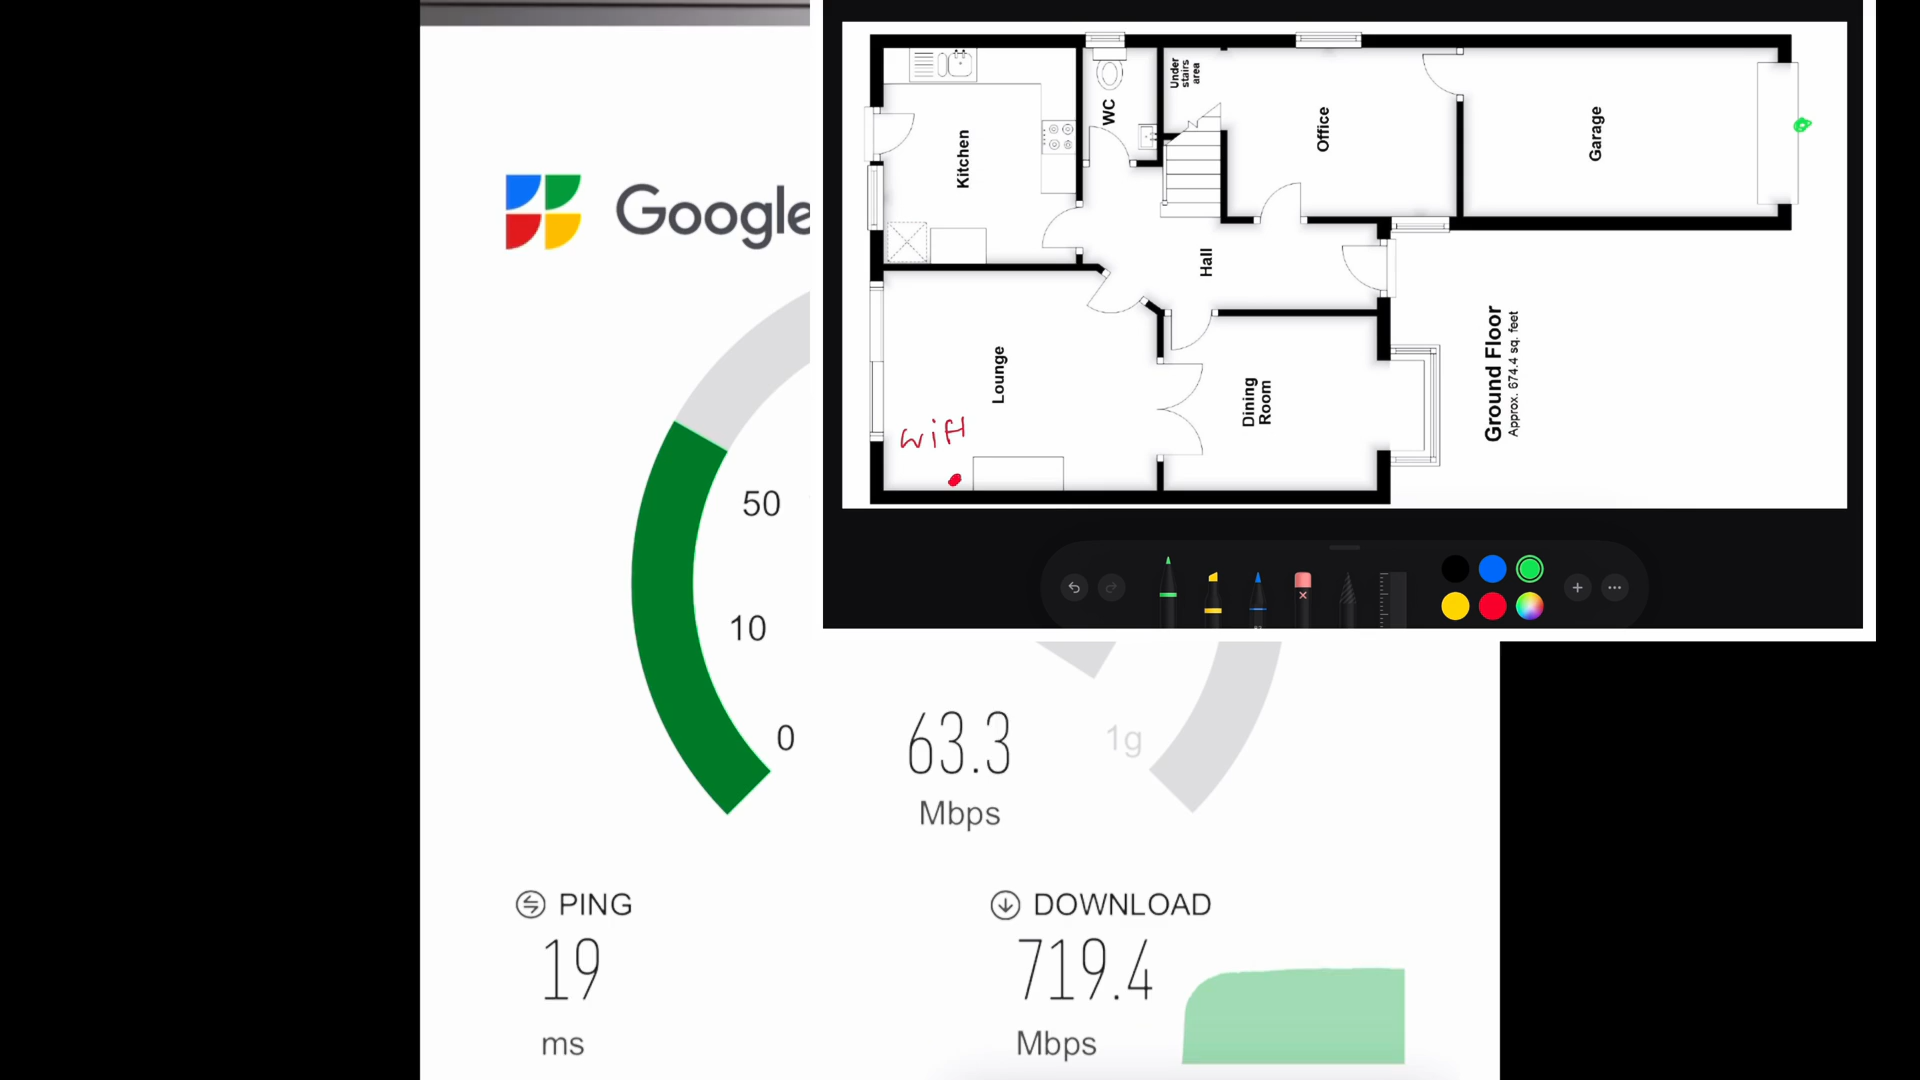 Google
50
10
0
63.3
Mbps
1g
PING
19
ms
DOWNLOAD
719.4
Mbps
Kitchen
WC
Under
stairs
area
Office
Garage
Hall
Lounge
Dining
Room
Ground Floor
Approx. 674.4 sq. feet
wifi